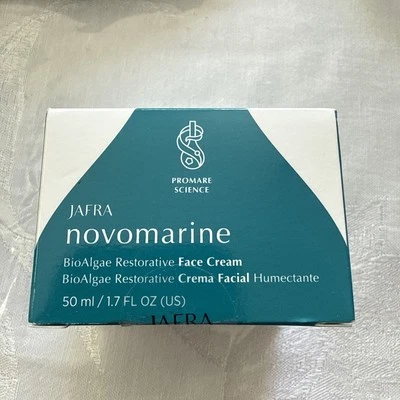 PROMARE
SCIENCE
JAFRA
novomarine
BioAlgae Restorative Face Cream
BioAlgae Restorative Crema Facial Humectante
50 ml / 1.7 FL OZ (US)
JAFRA